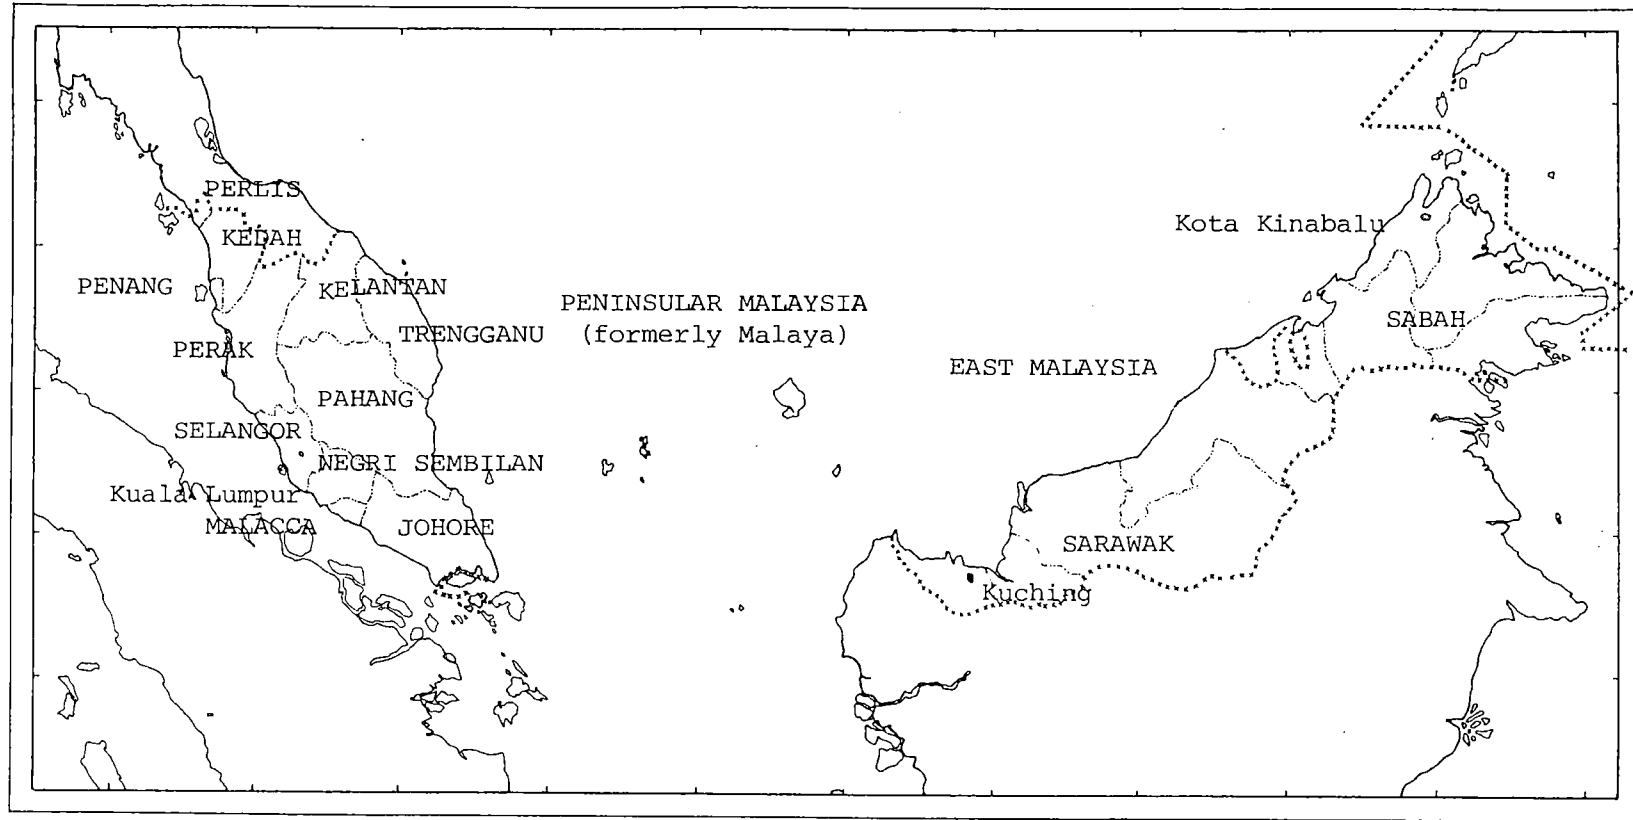 PERLIS
Kota Kinabalu
KEDAH
PENANG
KELANTAN
PENINSULAR MALAYSIA
(formerly Malaya)
TRENGGANU
SABAH
PERAK
EAST MALAYSIA
PAHANG
SELANGOR
NEGRI SEMBILAN
Kuala Lumpur
MALACCA
JOHORE
SARAWAK
Kuching